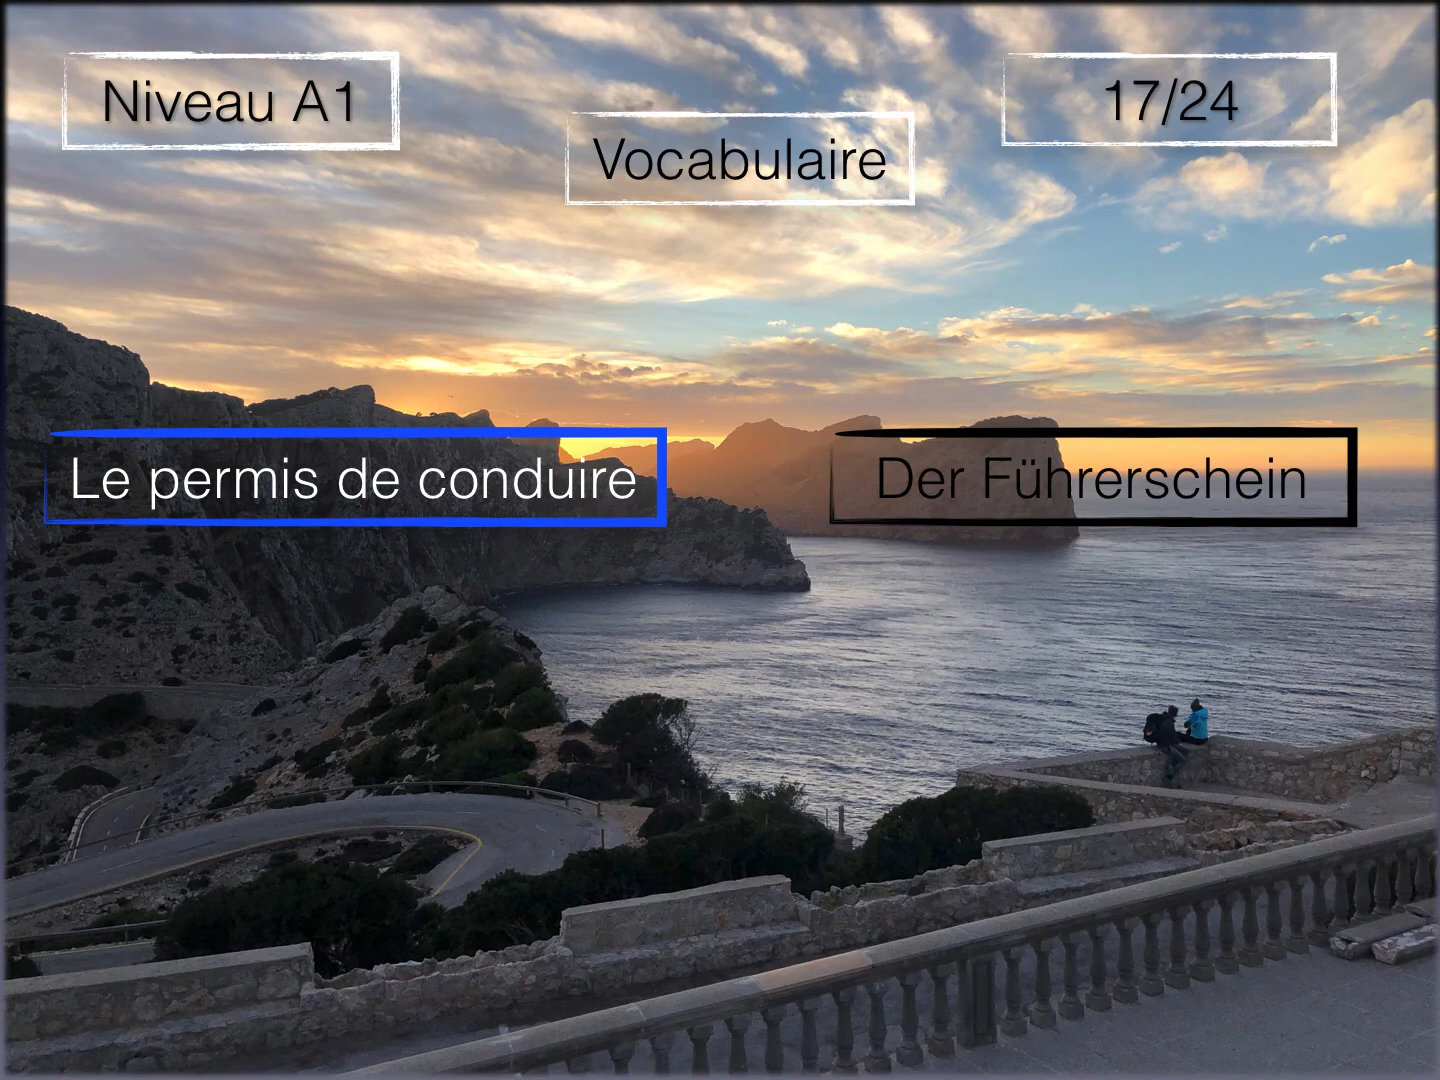 Niveau A1
Vocabulaire
17/24
Le permis de conduire
Der Führerschein